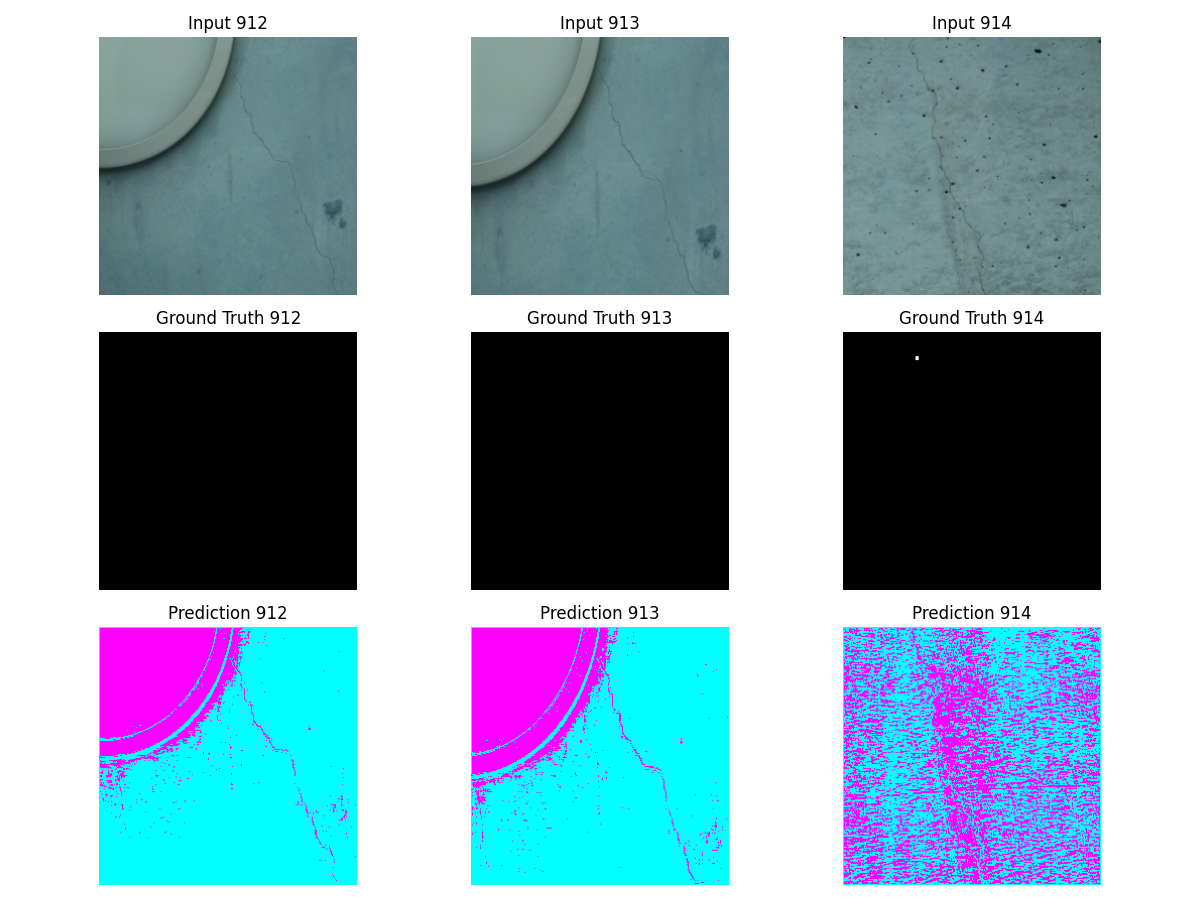 Input 912
Input 913
Input 914
Ground Truth 912
Ground Truth 913
Ground Truth 914
Prediction 912
Prediction 913
Prediction 914